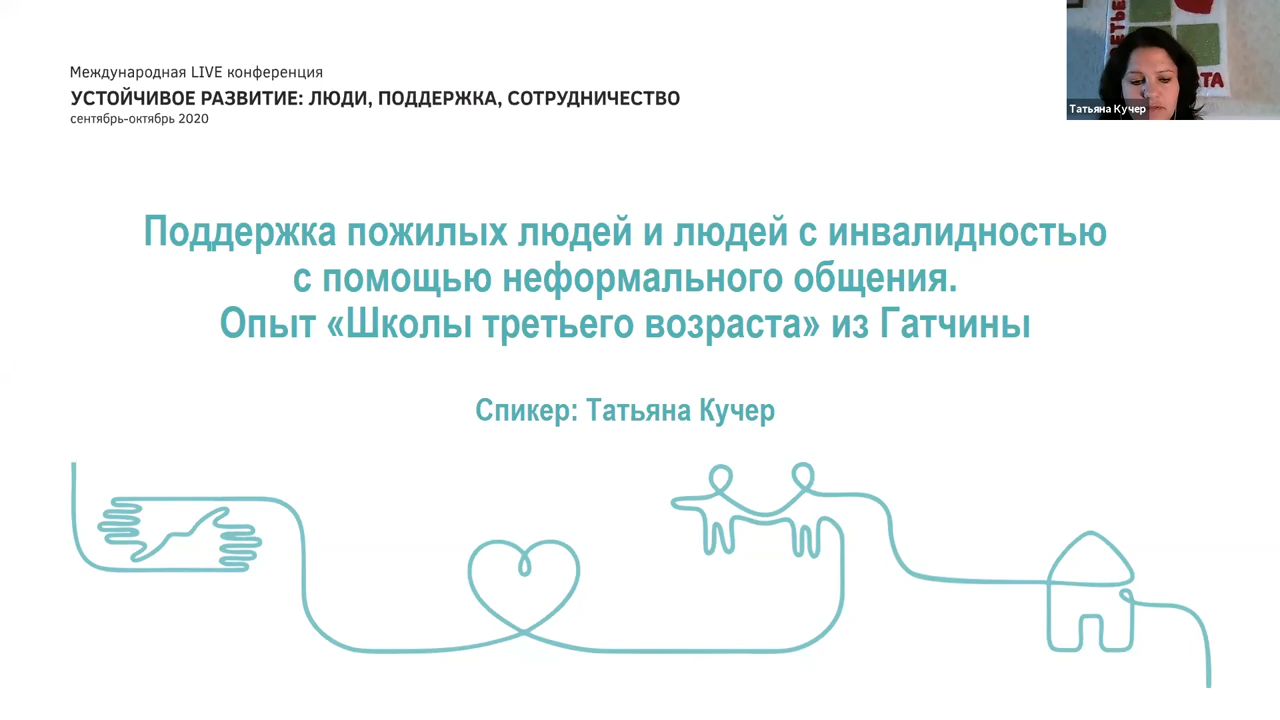 Международная LIVE конференция
УСТОЙЧИВОЕ РАЗВИТИЕ: ЛЮДИ, ПОДДЕРЖКА, СОТРУДНИЧЕСТВО
сентябрь-октябрь 2020
Татьяна Кучер
Поддержка пожилых людей и людей с инвалидностью
с помощью неформального общения.
Опыт «Школы третьего возраста» из Гатчины
Спикер: Татьяна Кучер